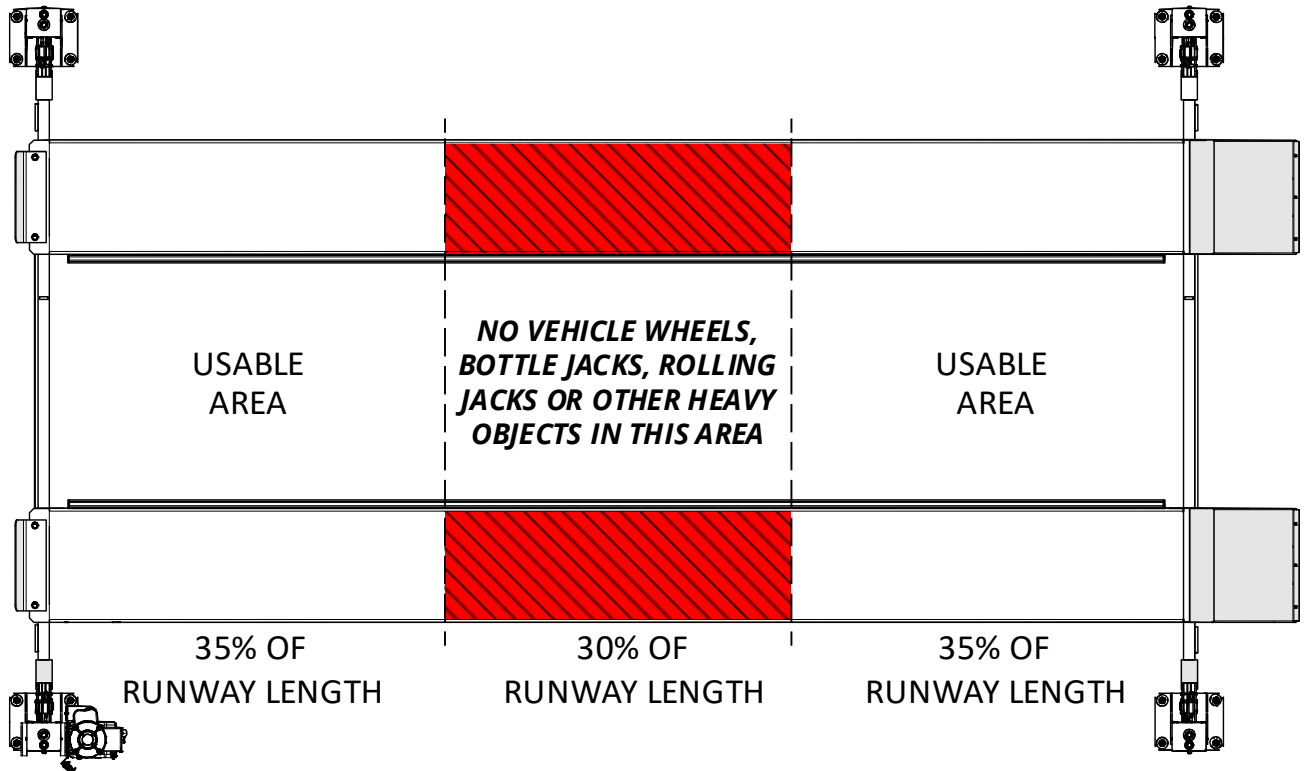 USABLE
AREA
NO VEHICLE WHEELS,
BOTTLE JACKS, ROLLING
JACKS OR OTHER HEAVY
OBJECTS IN THIS AREA
USABLE
AREA
35% OF
RUNWAY LENGTH
30% OF
RUNWAY LENGTH
35% OF
RUNWAY LENGTH